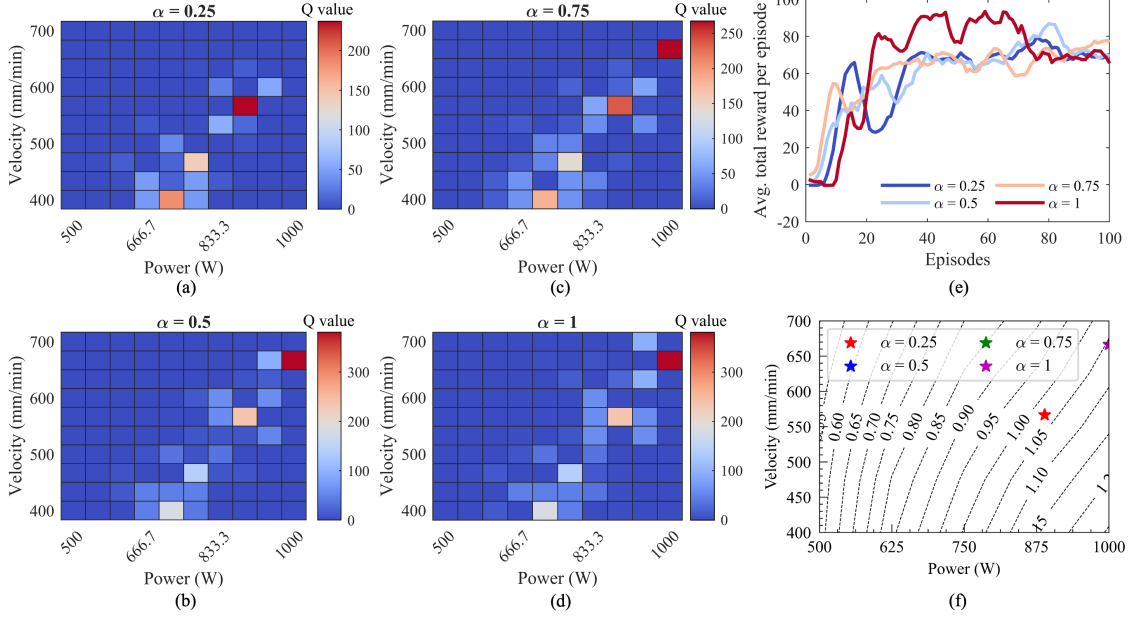 α = 0.25
Q value
700
600
500
400
Velocity (mm/min)
500
666.7
833.3
1000
Power (W)
200
150
100
50
0
(a)
α = 0.75
Q value
700
600
500
400
Velocity (mm/min)
500
666.7
833.3
1000
Power (W)
250
200
150
100
50
0
(c)
Avg. total reward per episode
100
80
60
40
20
0
-20
α = 0.25
α = 0.75
α = 0.5
α = 1
0
20
40
60
80
100
Episodes
(e)
α = 0.5
Q value
700
600
500
400
Velocity (mm/min)
500
666.7
833.3
1000
Power (W)
300
200
100
0
(b)
α = 1
Q value
700
600
500
400
Velocity (mm/min)
500
666.7
833.3
1000
Power (W)
300
200
100
0
(d)
700
650
600
550
500
450
400
Velocity (mm/min)
α = 0.25
α = 0.75
α = 0.5
α = 1
0.60
0.65
0.70
0.75
0.80
0.85
0.90
0.95
1.00
1.05
1.10
500
625
750
875
1000
Power (W)
(f)